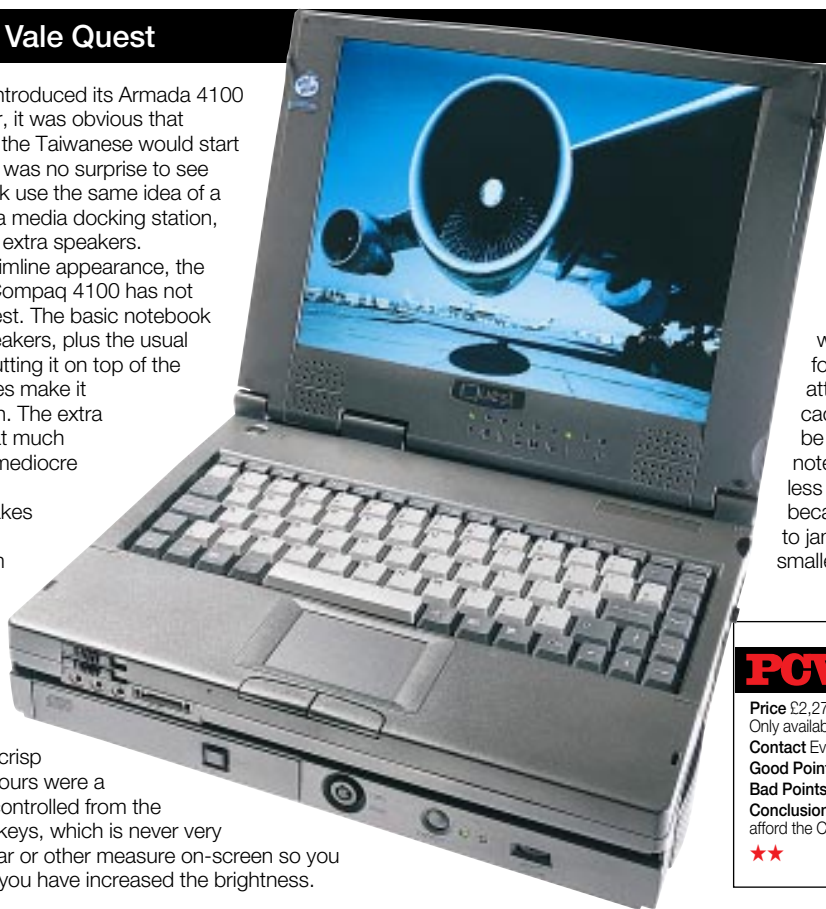 Vale Quest
ntroduced its Armada 4100
r, it was obvious that
the Taiwanese would start
was no surprise to see
k use the same idea of a
a media docking station,
extra speakers.
imline appearance, the
Compaq 4100 has not
est. The basic notebook
eakers, plus the usual
utting it on top of the
es make it
n. The extra
at much
mediocre
akes
n
crisp
ours were a
ontrolled from the
keys, which is never very
ar or other measure on-screen so you
you have increased the brightness.
Quest
w
fo
att
cac
be
note
less
beca
to jar
smalle
PCW
Price £2,27
Only availab
Contact Ev
Good Point
Bad Points
Conclusion
afford the C
★★